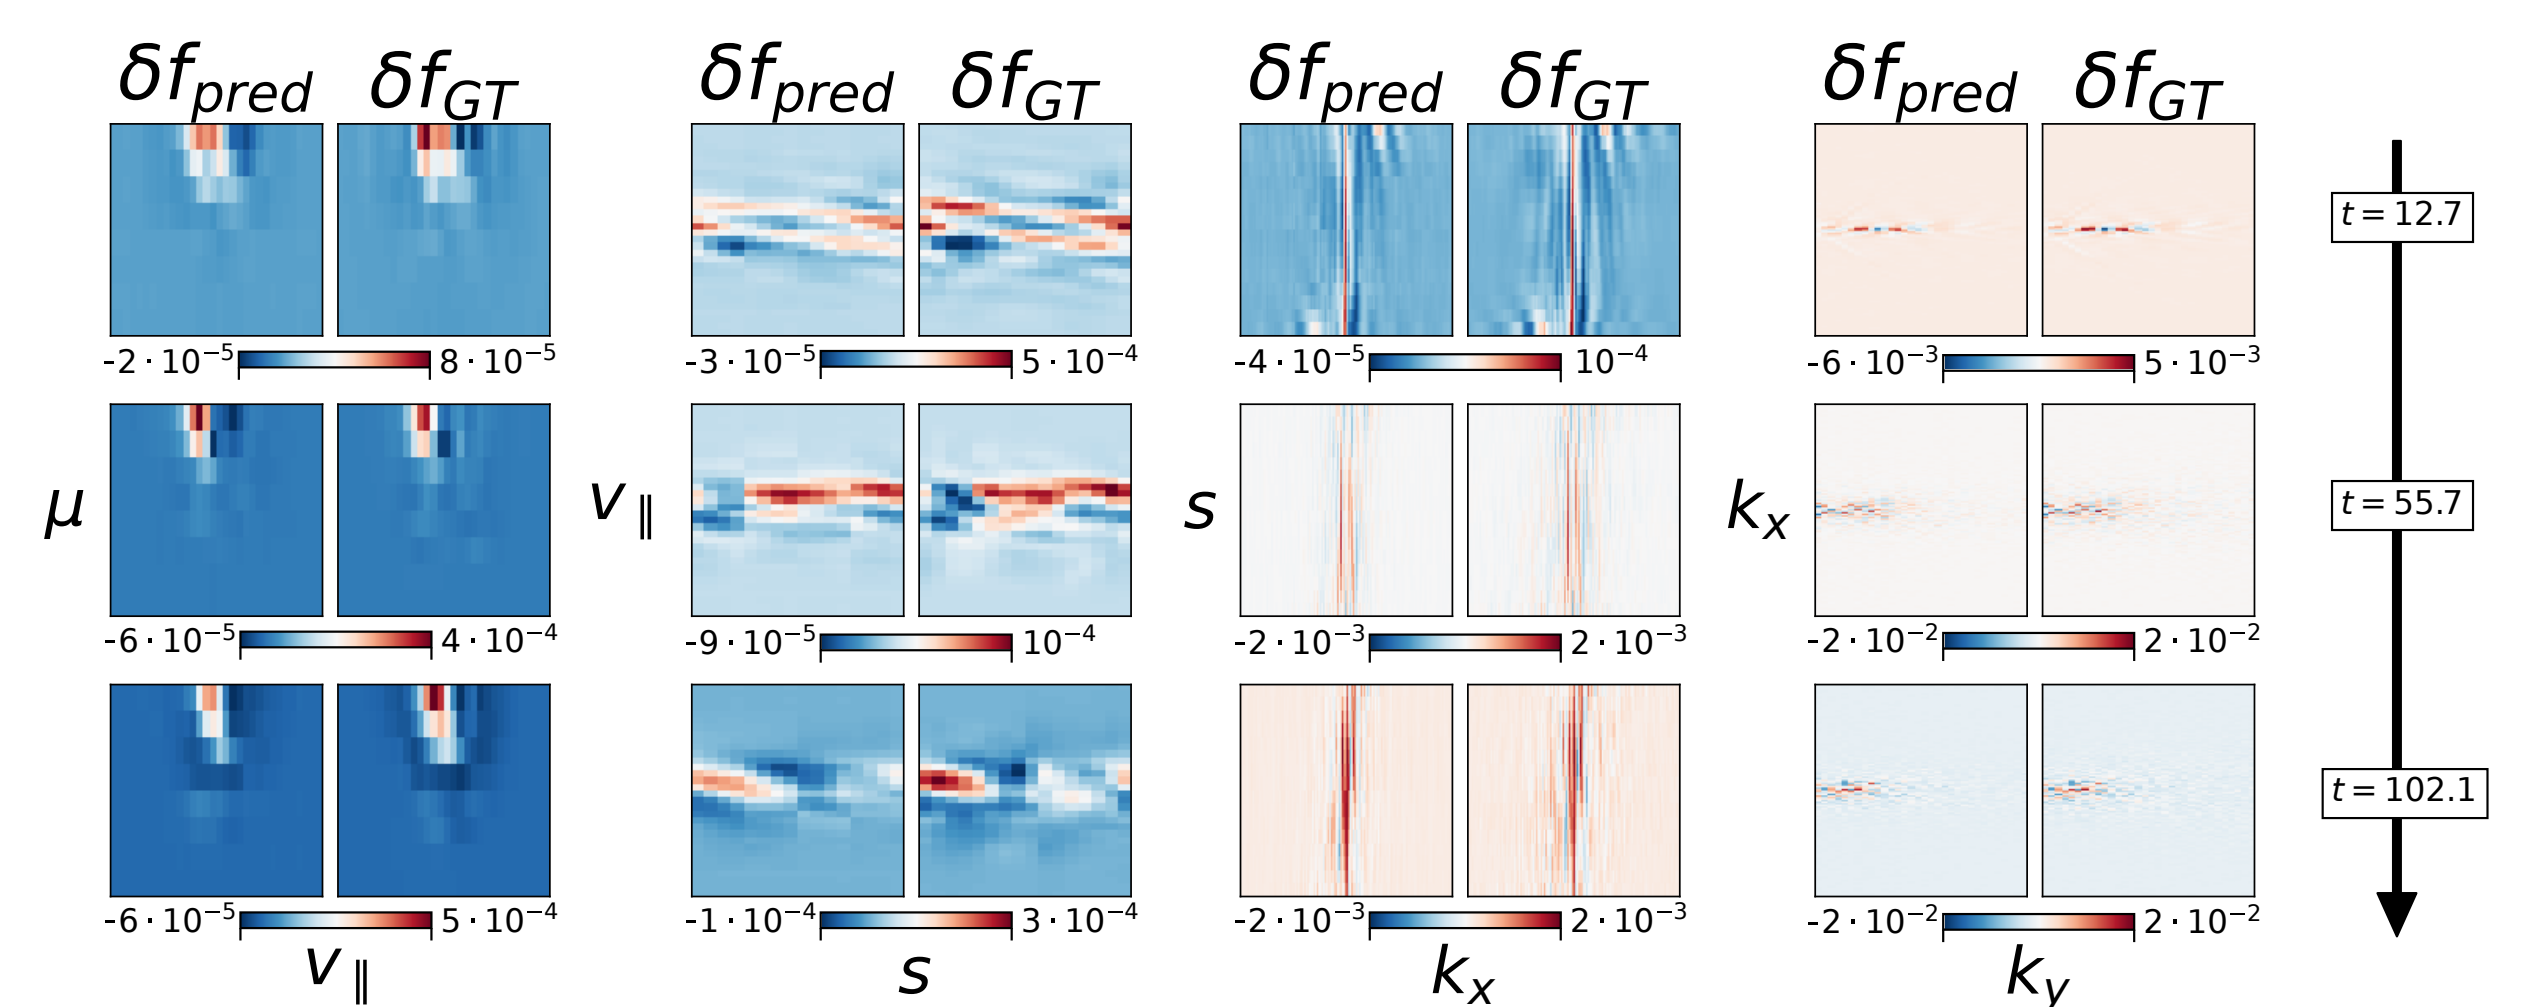 δf_pred δf_GT δf_pred δf_GT δf_pred δf_GT δf_pred δf_GT
t = 12.7
-2·10⁻⁵ 8·10⁻⁵ -3·10⁻⁵ 5·10⁻⁴ -4·10⁻⁵ 10⁻⁴ -6·10⁻³ 5·10⁻³
μ v_∥ s k_x t = 55.7
-6·10⁻⁵ 4·10⁻⁴ -9·10⁻⁵ 10⁻⁴ -2·10⁻³ 2·10⁻³ -2·10⁻² 2·10⁻²
t = 102.1
-6·10⁻⁵ 5·10⁻⁴ -1·10⁻⁴ 3·10⁻⁴ -2·10⁻³ 2·10⁻³ -2·10⁻² 2·10⁻²
v_∥ s k_x k_y